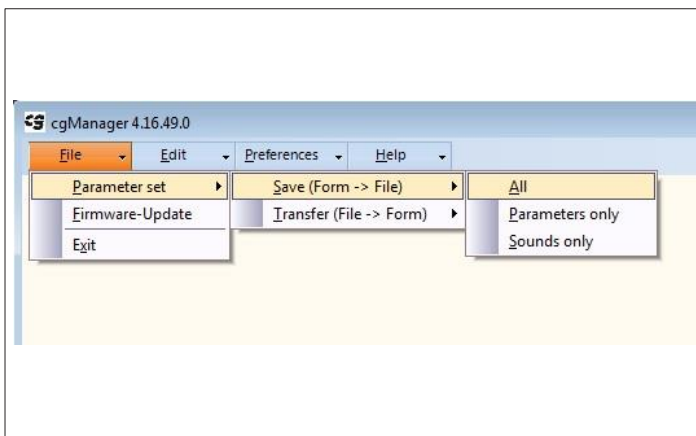 cg cgManager 4.16.49.0
File Edit Preferences Help
Parameter set Save (Form -> File) All
Firmware-Update Transfer (File -> Form) Parameters only
Exit Sounds only